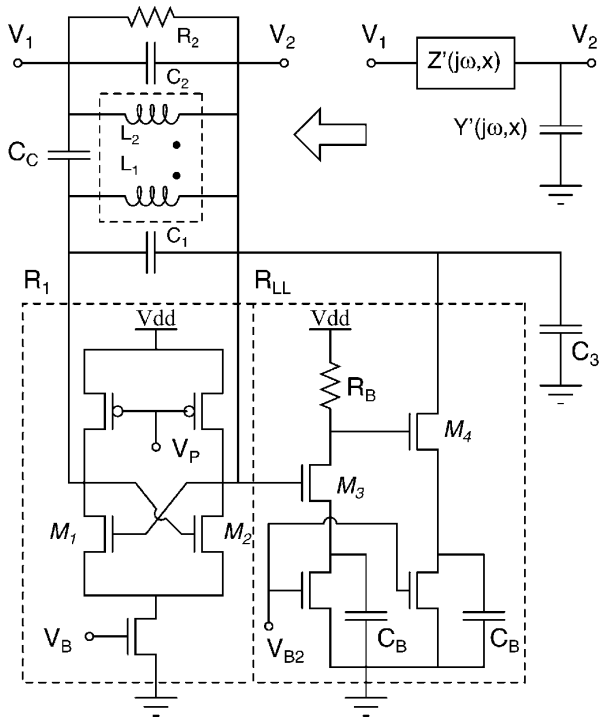 R2
V1 V2 V1 V2
C2 Z'(jω,x)
L2 Y'(jω,x)
CC
L1
C1
R1 RLL
Vdd Vdd
C3
RB
M4
VP
M3
M1 M2
VB VB2 CB CB